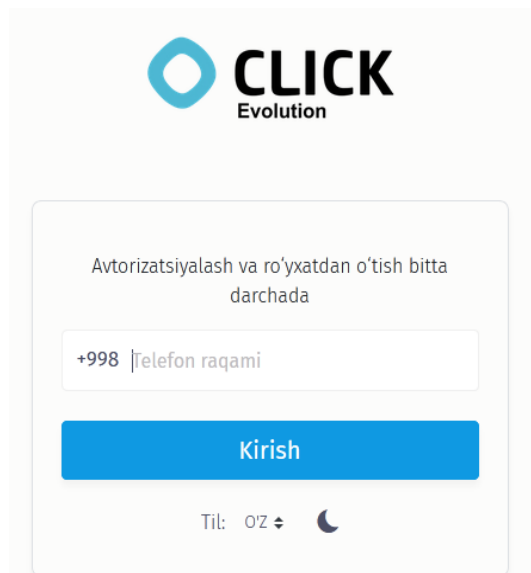 CLICK
Evolution
Avtorizatsiyalash va ro‘yxatdan o‘tish bitta
darchada
+998 Telefon raqami
Kirish
Til: O'Z